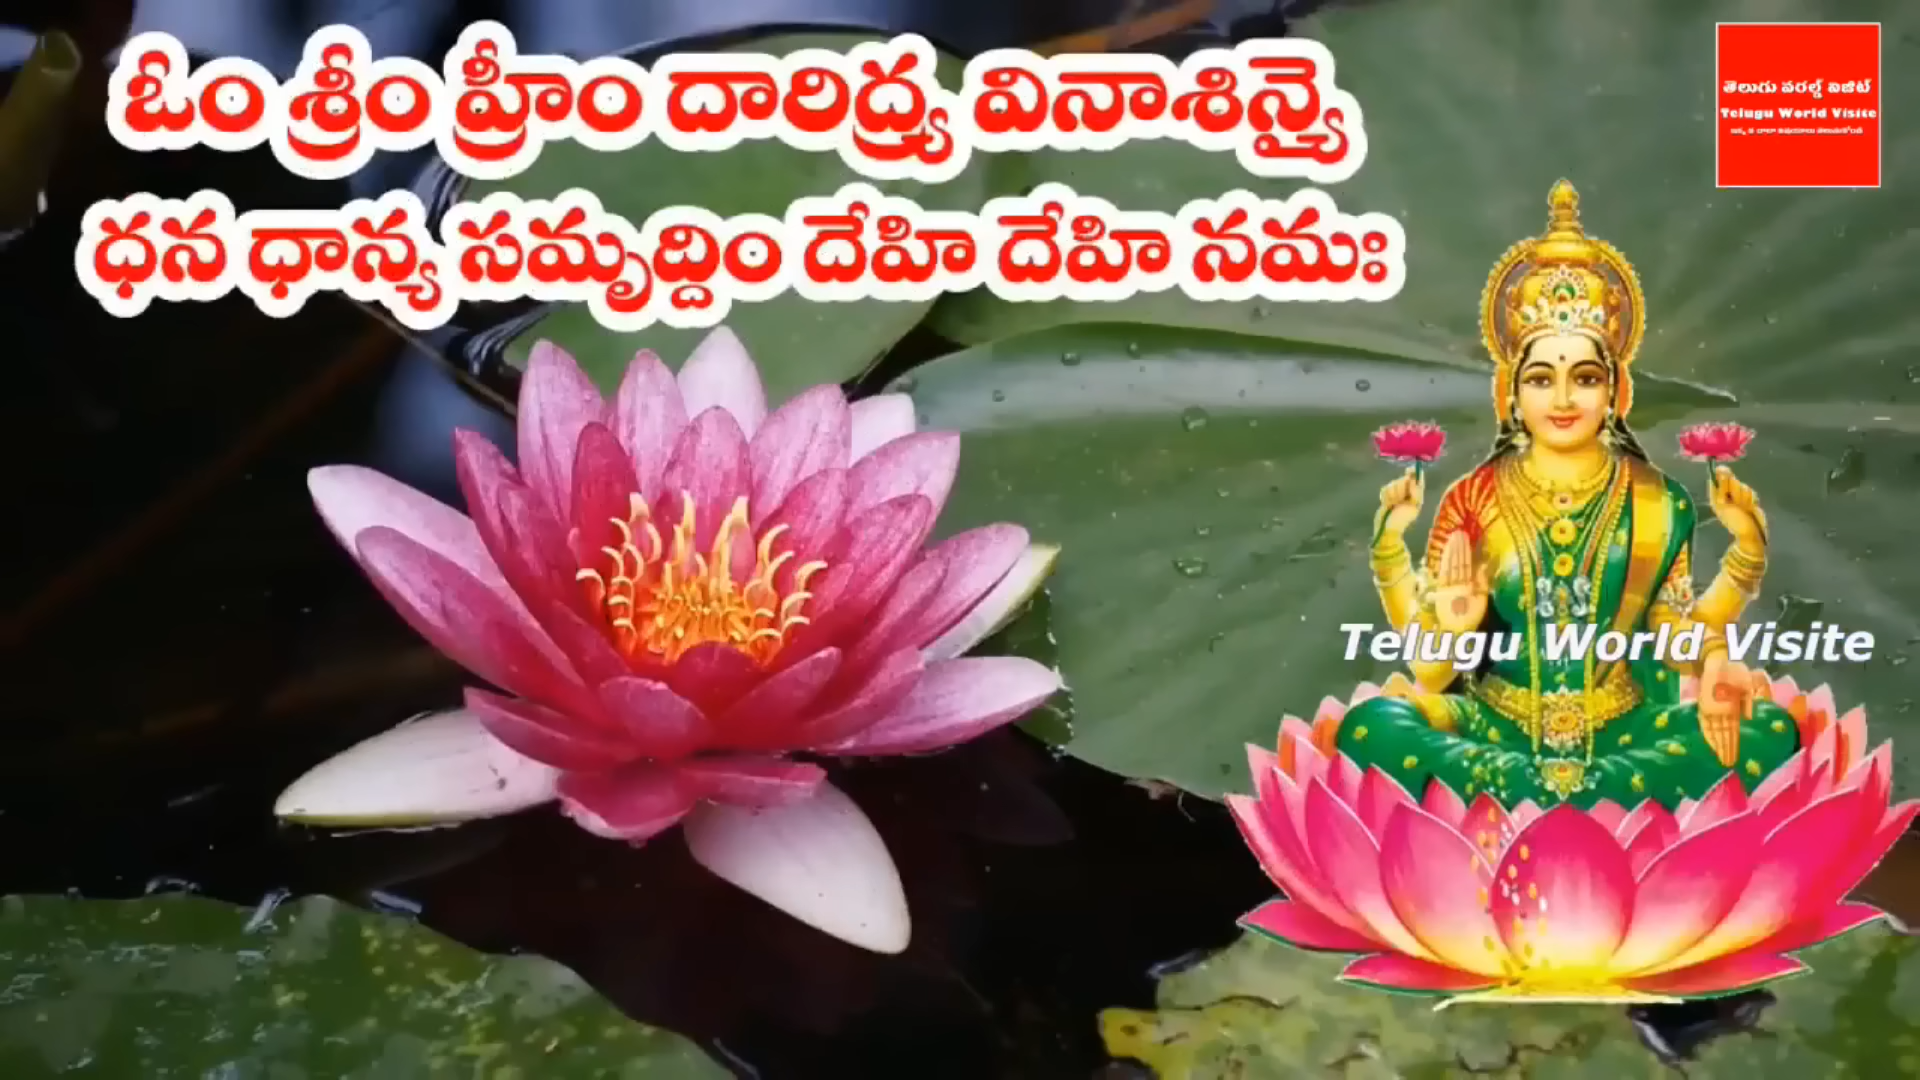 ఓం శ్రీం హ్రీం దారిద్ర్య వినాశిన్యై
ధన ధాన్య సమృద్దిం దేహి దేహి నమః
తెలుగు వరల్డ్ విజిట్
Telugu World Visite
Telugu World Visite